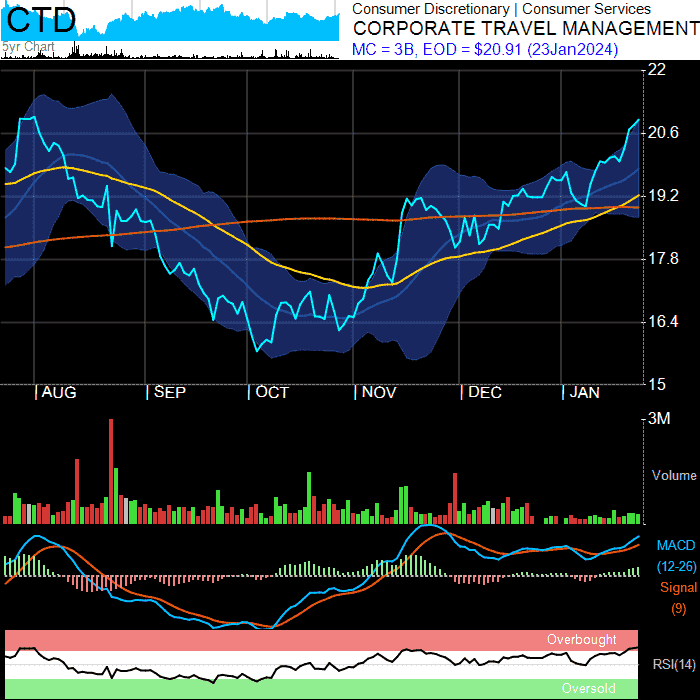 CTD
5yr Chart
Consumer Discretionary | Consumer Services
CORPORATE TRAVEL MANAGEMENT
MC = 3B, EOD = $20.91 (23Jan2024)
22
20.6
19.2
17.8
16.4
15
AUG
SEP
OCT
NOV
DEC
JAN
3M
Volume
MACD
(12-26)
Signal
(9)
Overbought
RSI(14)
Oversold